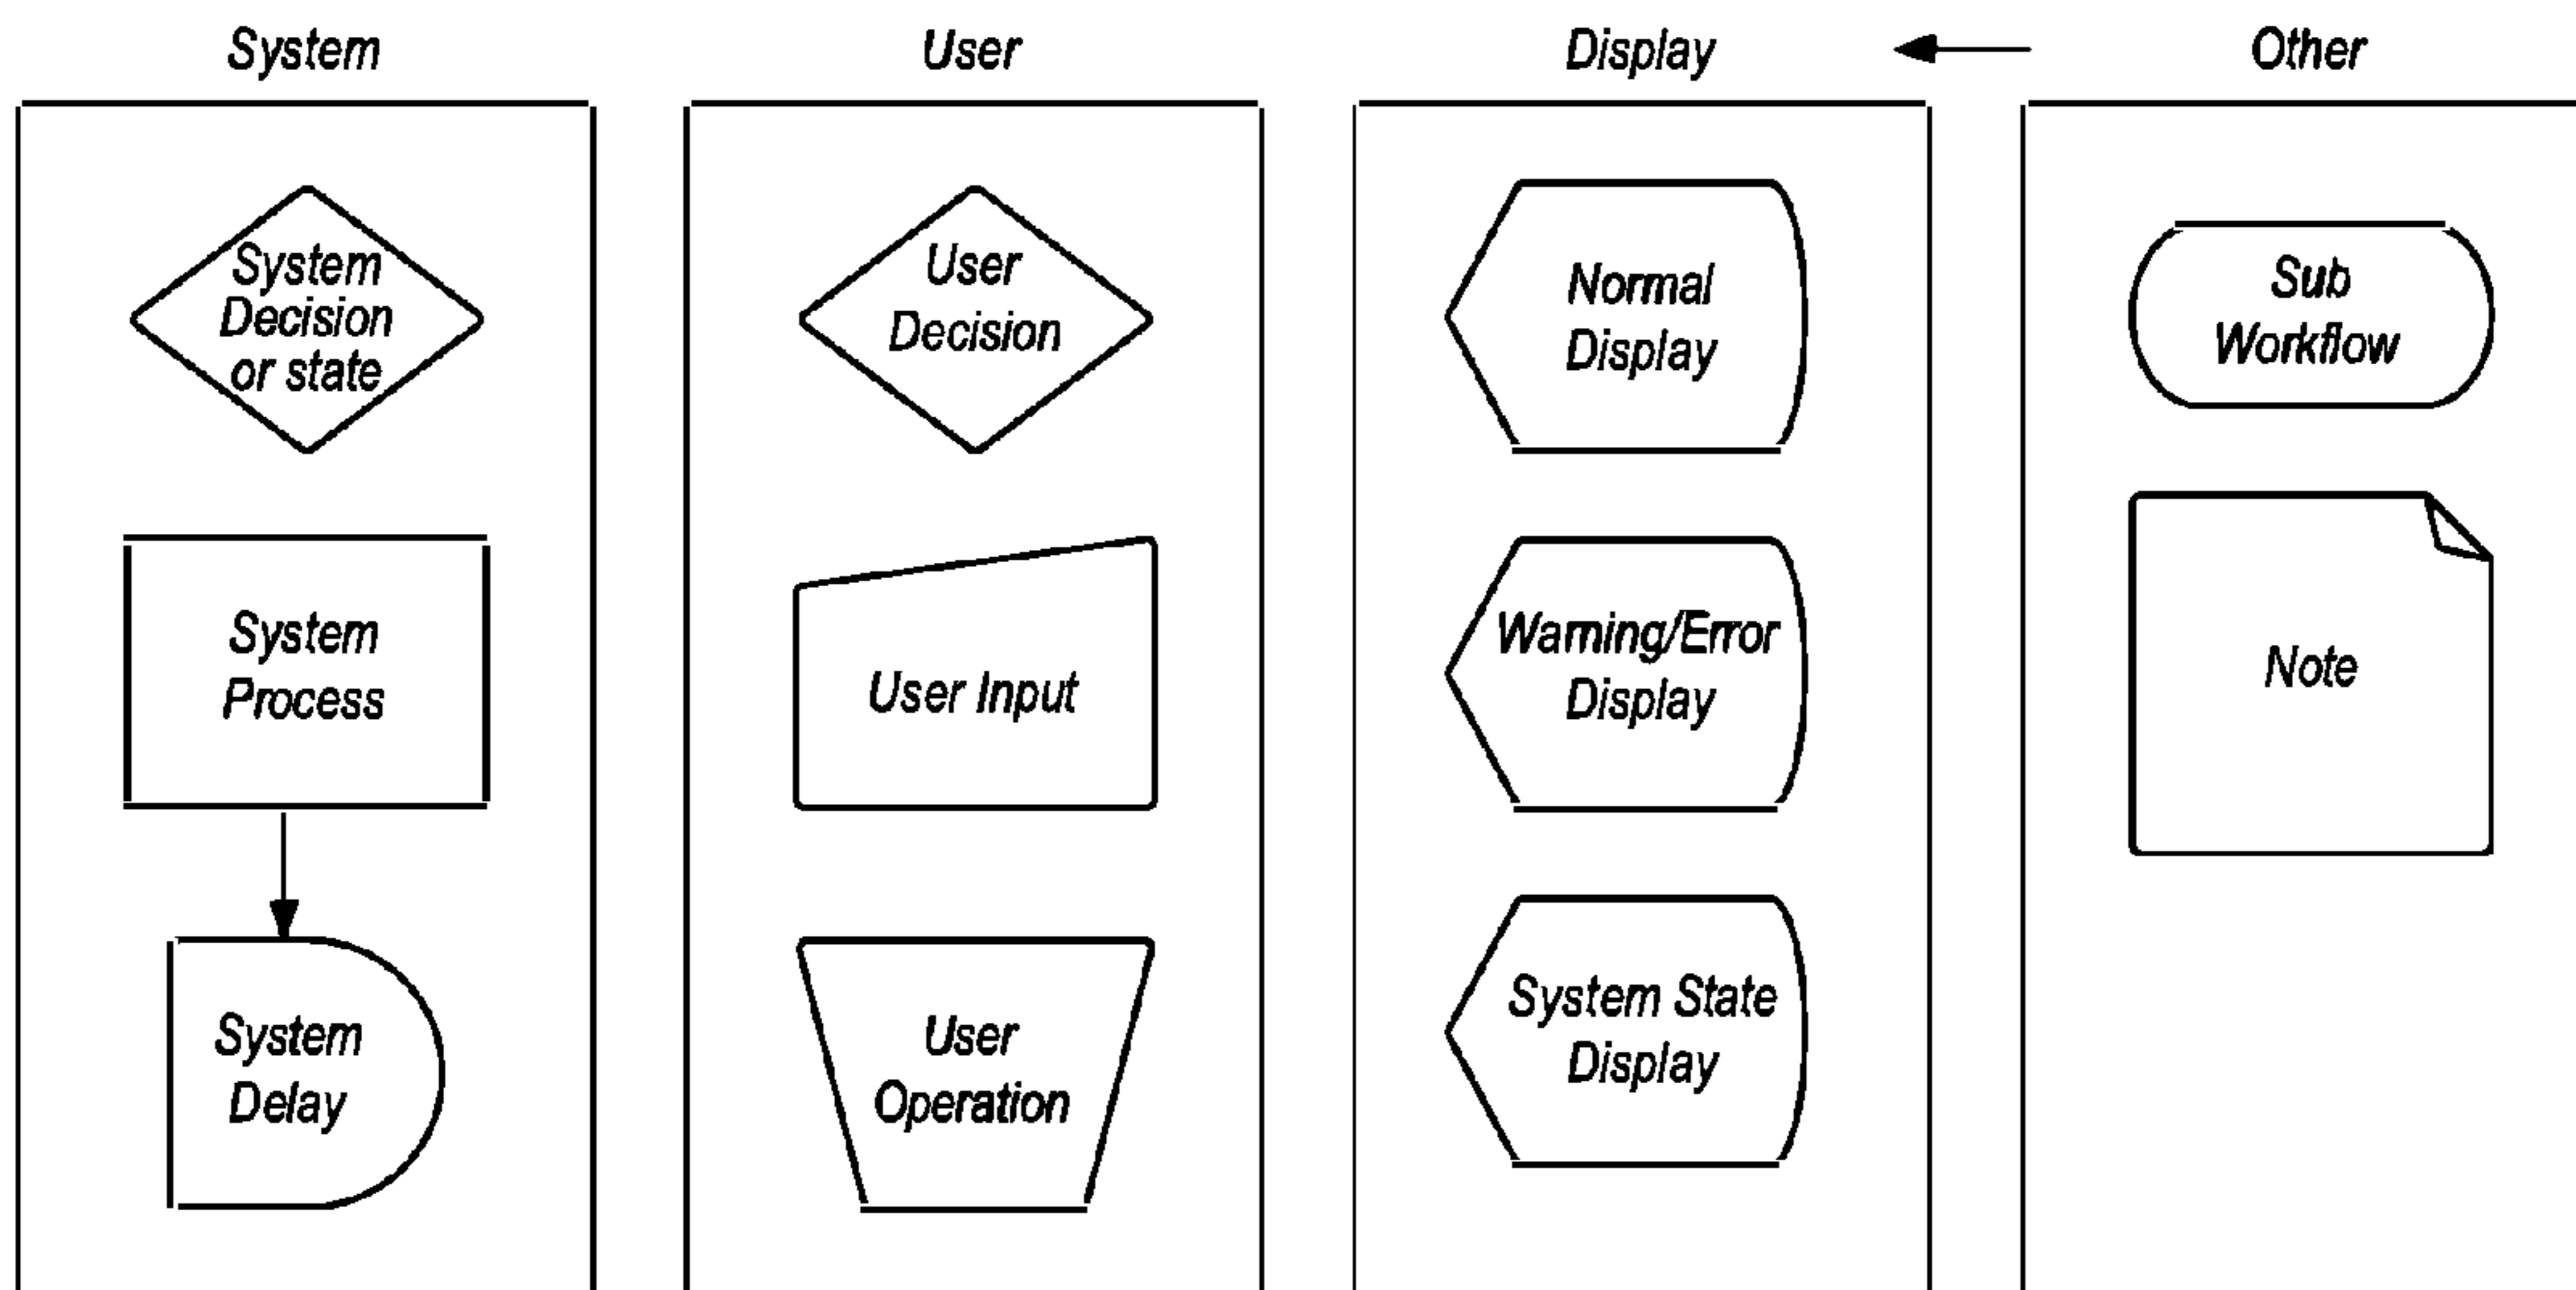 System
User
Display
Other
System
Decision
or state
User
Decision
Normal
Display
Sub
Workflow
System
Process
User Input
Warning/Error
Display
Note
System
Delay
User
Operation
System State
Display